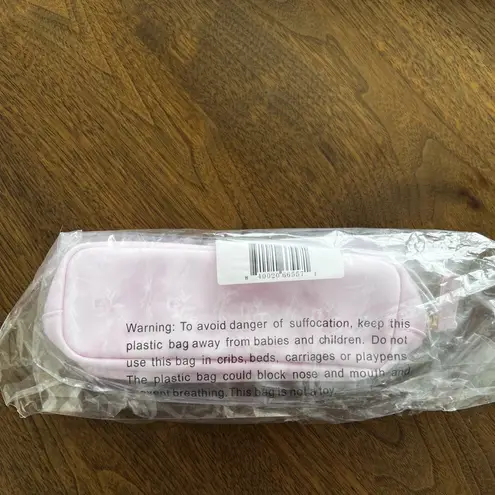 Warning: To avoid danger of suffocation, keep this
plastic bag away from babies and children. Do not
use this bag in cribs, beds, carriages or playpens
The plastic bag could block nose and mouth and
breathing. This bag is not a toy